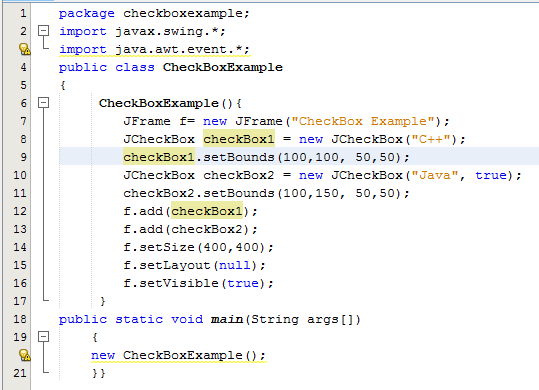 1 package checkboxexample;
2 import javax.swing.*;
import java.awt.event.*;
4 public class CheckBoxExample
5 {
6 CheckBoxExample(){
7 JFrame f= new JFrame("CheckBox Example");
8 JCheckBox checkBox1 = new JCheckBox("C++");
9 checkBox1.setBounds(100,100, 50,50);
10 JCheckBox checkBox2 = new JCheckBox("Java", true);
11 checkBox2.setBounds(100,150, 50,50);
12 f.add(checkBox1);
13 f.add(checkBox2);
14 f.setSize(400,400);
15 f.setLayout(null);
16 f.setVisible(true);
17 }
18 public static void main(String args[])
19 {
new CheckBoxExample();
21 }}